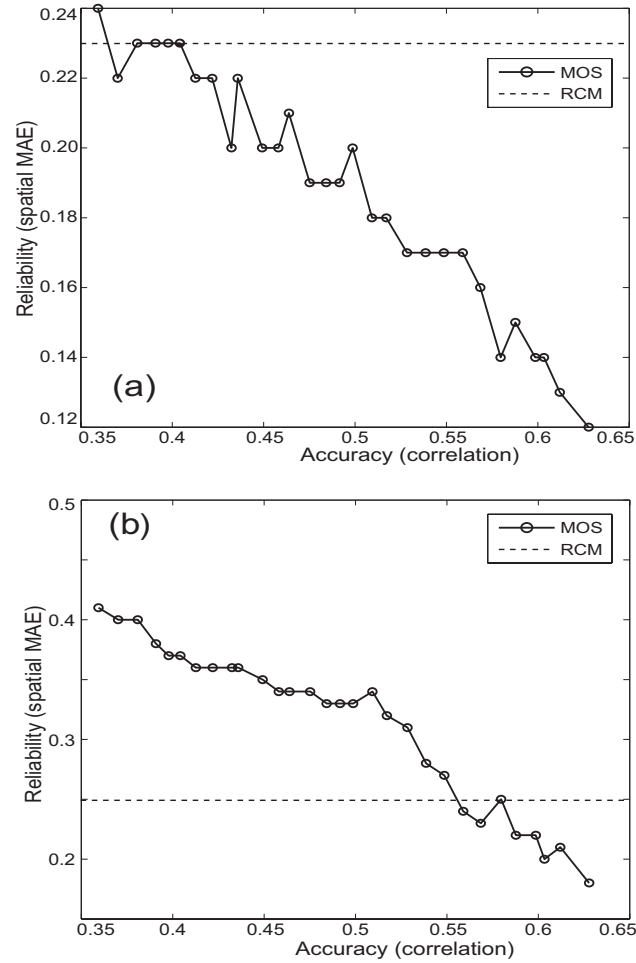 0.24
0.22
0.20
0.18
0.16
0.14
0.12
Reliability (spatial MAE)
MOS
RCM
(a)
0.35 0.4 0.45 0.5 0.55 0.6 0.65
Accuracy (correlation)
0.5
0.4
0.3
0.2
Reliability (spatial MAE)
(b)
MOS
RCM
0.35 0.4 0.45 0.5 0.55 0.6 0.65
Accuracy (correlation)